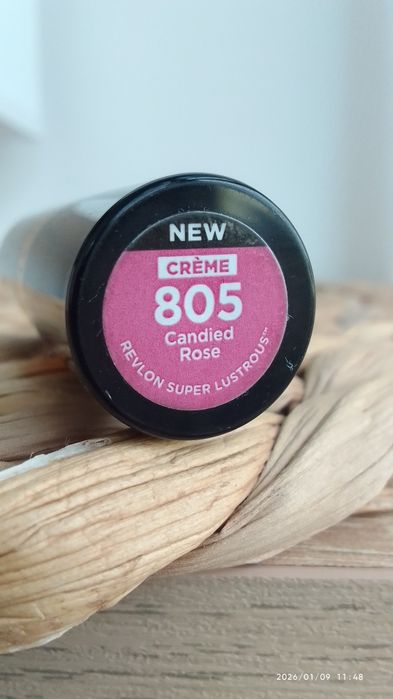 NEW
CRÈME
805
Candied
Rose
REVLON SUPER LUSTROUS™
2026/01/09 11:48